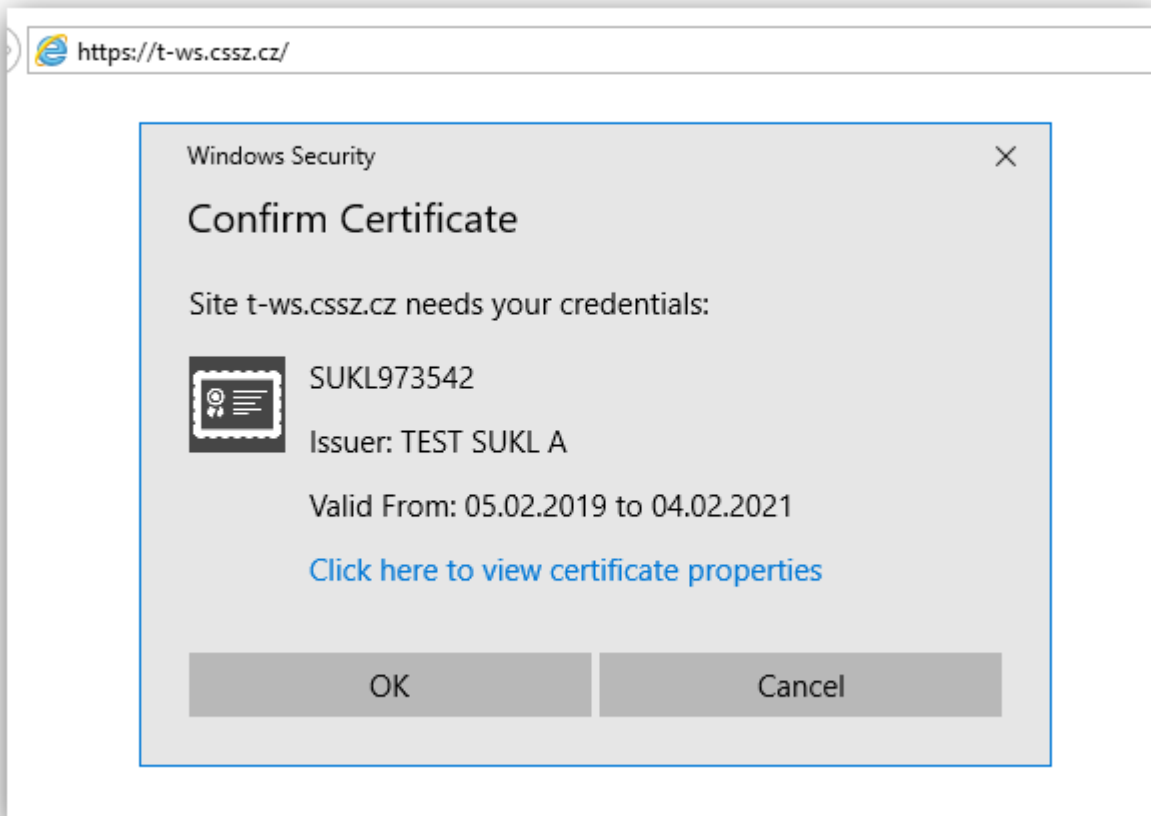 https://t-ws.cssz.cz/
Windows Security
Confirm Certificate
Site t-ws.cssz.cz needs your credentials:
SUKL973542
Issuer: TEST SUKL A
Valid From: 05.02.2019 to 04.02.2021
Click here to view certificate properties
OK
Cancel